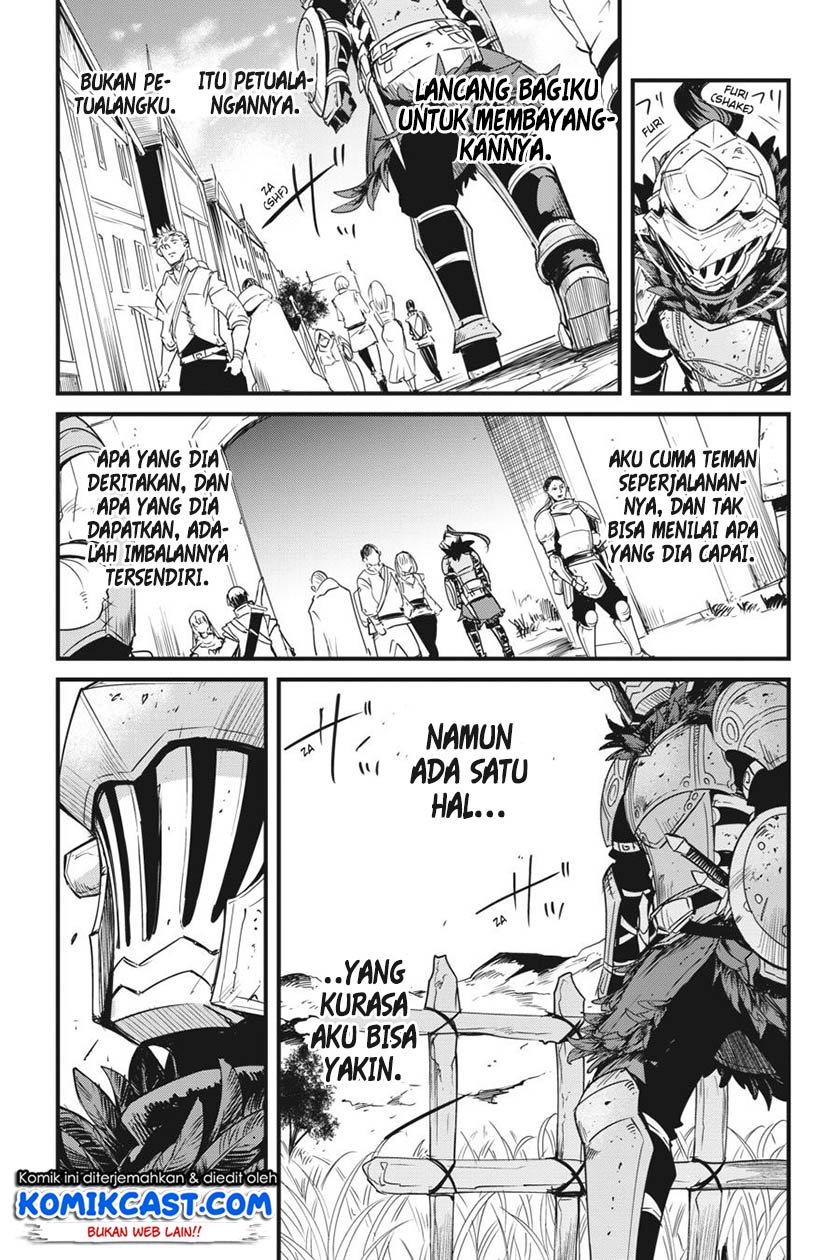 FURI
(SHAKE)
FURI
LANCANG BAGIKU
UNTUK MEMBAYANG-
KANNYA.
ITU PETUALA-
NGANNYA.
BUKAN PE-
TUALANGKU.
ZA
(SHF)
AKU CUMA TEMAN
SEPERJALANAN-
NYA, DAN TAK
BISA MENILAI APA
YANG DIA CAPAI.
APA YANG DIA
DERITAKAN, DAN
APA YANG DIA
DAPATKAN, ADA-
LAH IMBALANNYA
TERSENDIRI.
NAMUN
ADA SATU
HAL...
ZA
ZA
..YANG
KURASA
AKU BISA
YAKIN.
Komik ini diterjemahkan & diedit oleh
KOMIKCAST.COM
BUKAN WEB LAIN!!